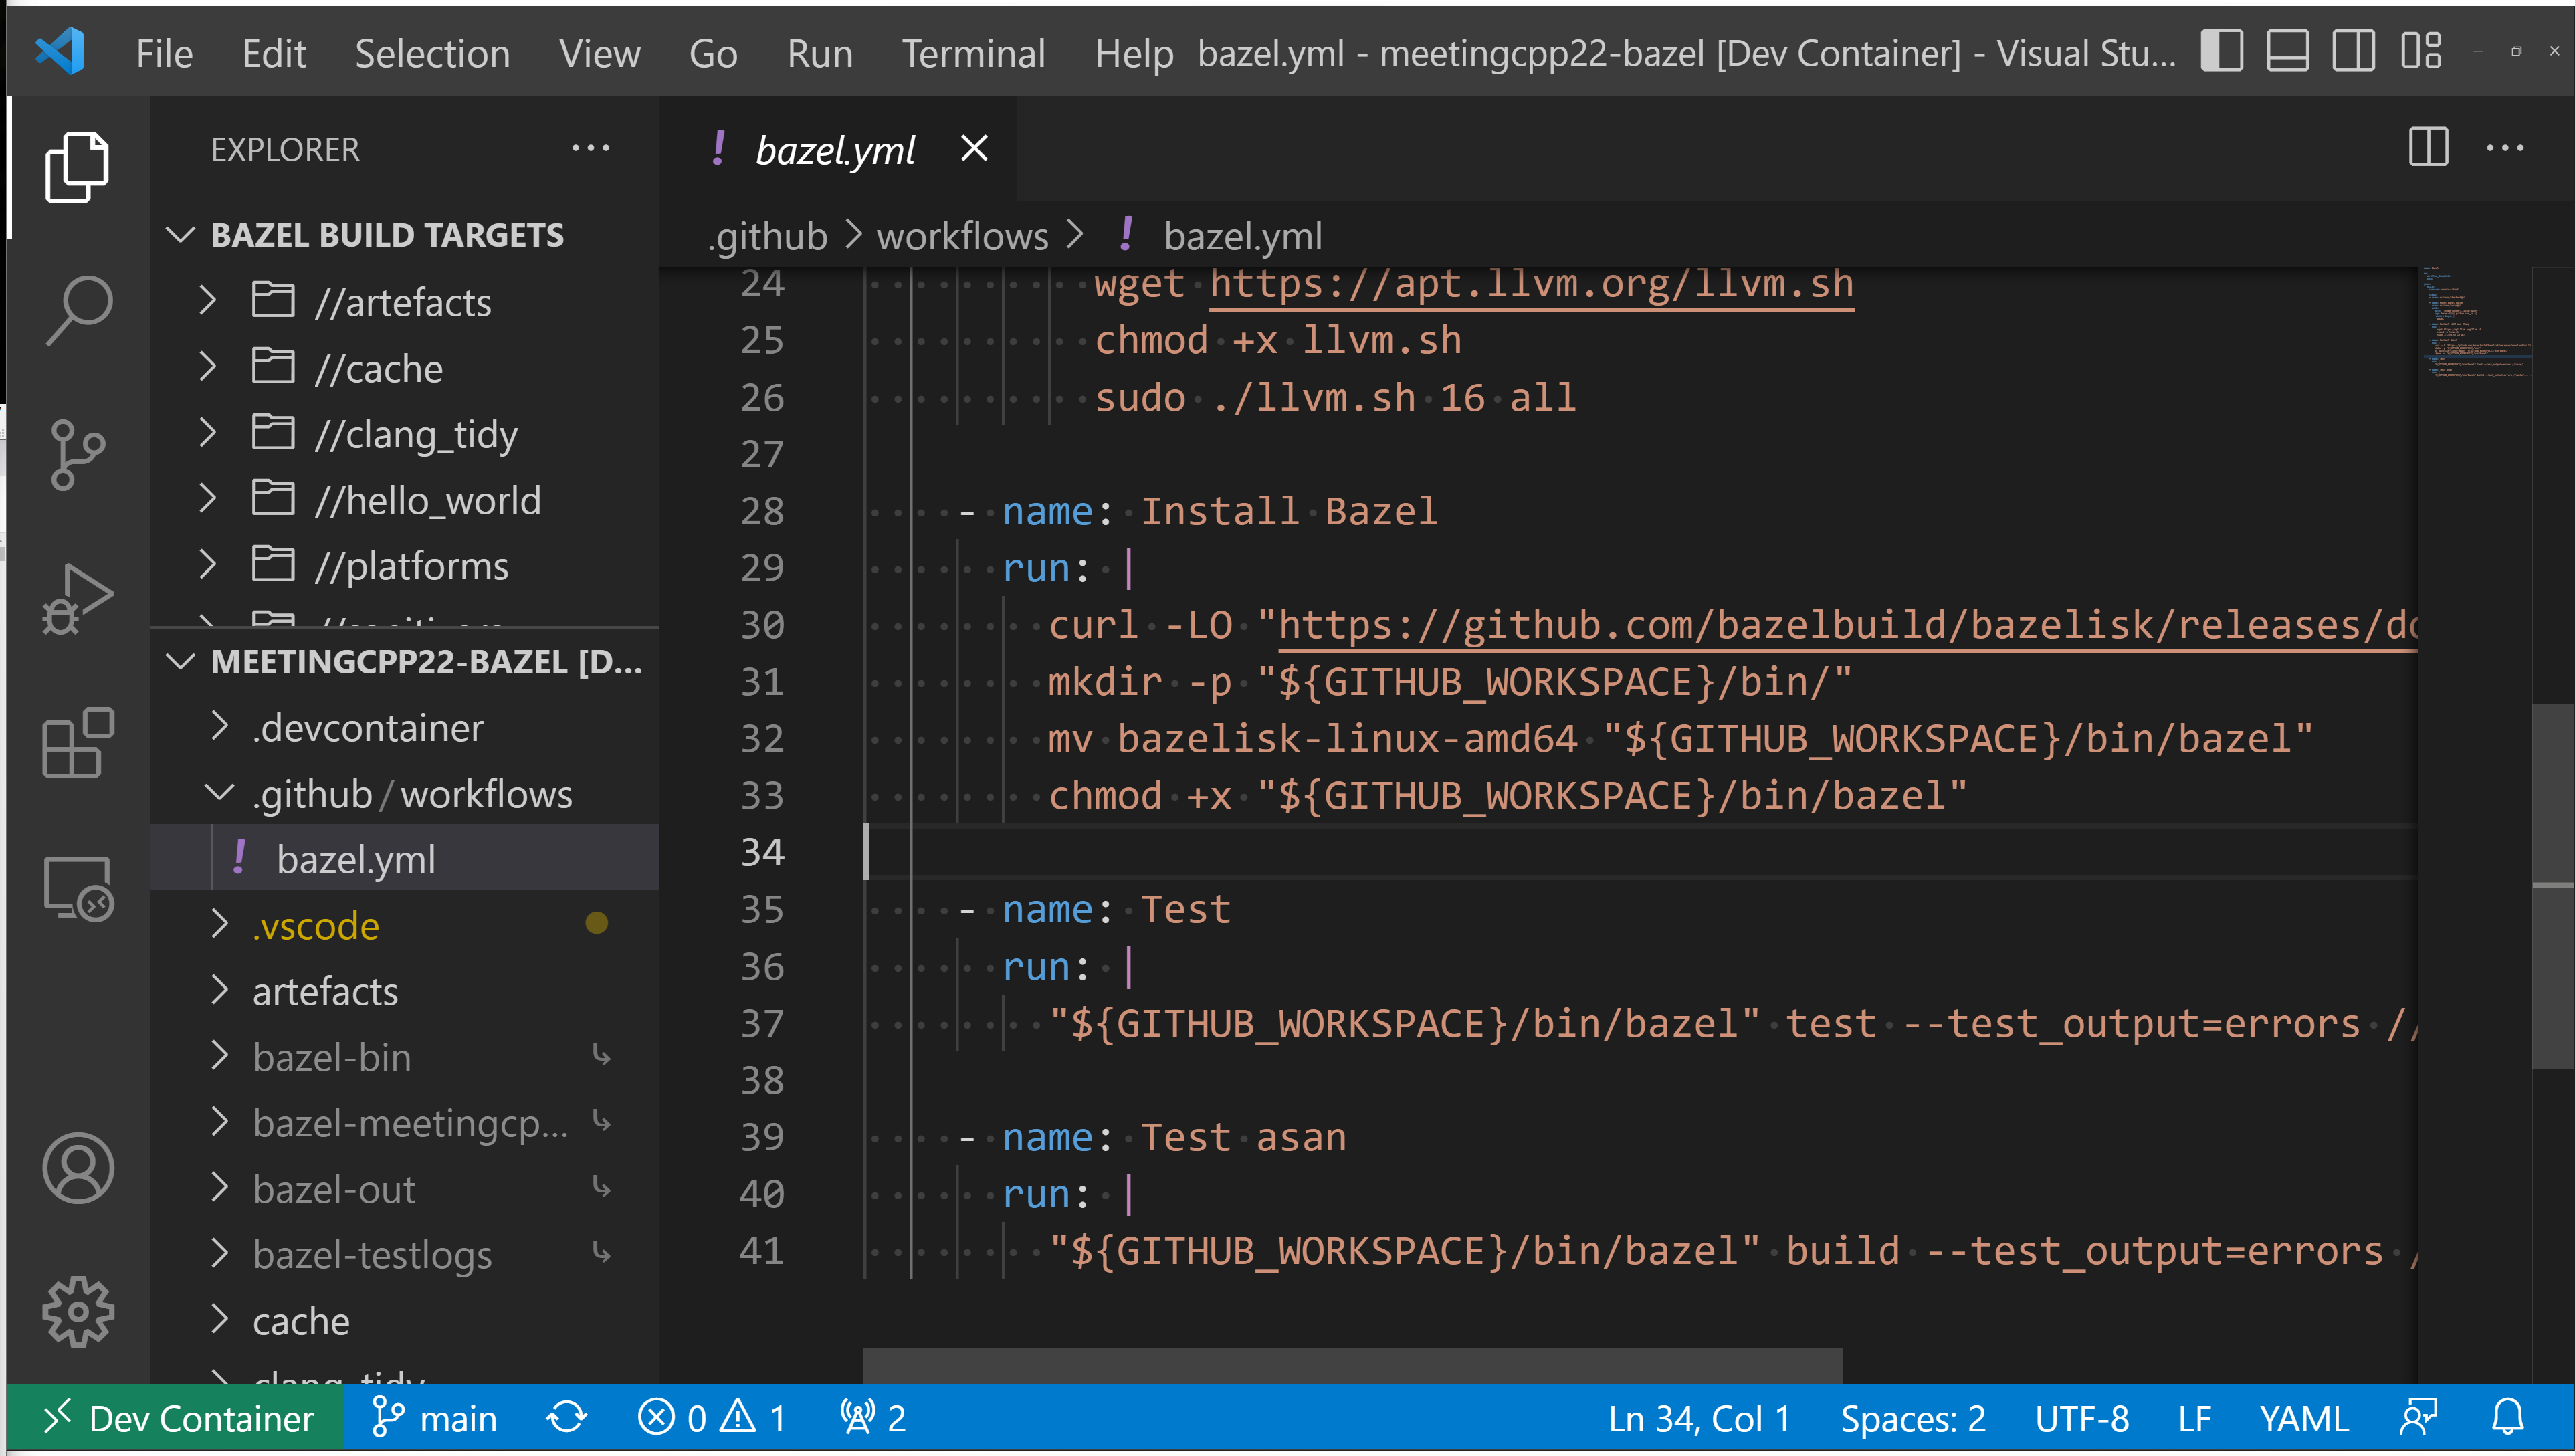 File Edit Selection View Go Run Terminal Help bazel.yml - meetingcpp22-bazel [Dev Container] - Visual Stu...
EXPLORER
BAZEL BUILD TARGETS
//artefacts
//cache
//clang_tidy
//hello_world
//platforms
MEETINGCPP22-BAZEL [D...
.devcontainer
.github / workflows
bazel.yml
.vscode
artefacts
bazel-bin
bazel-meetingcp...
bazel-out
bazel-testlogs
cache
clang_tidy
bazel.yml
.github > workflows > bazel.yml
24 wget https://apt.llvm.org/llvm.sh
25 chmod +x llvm.sh
26 sudo ./llvm.sh 16 all
27
28 - name: Install Bazel
29 run: |
30 curl -LO "https://github.com/bazelbuild/bazelisk/releases/do
31 mkdir -p "${GITHUB_WORKSPACE}/bin/"
32 mv bazelisk-linux-amd64 "${GITHUB_WORKSPACE}/bin/bazel"
33 chmod +x "${GITHUB_WORKSPACE}/bin/bazel"
34
35 - name: Test
36 run: |
37 "${GITHUB_WORKSPACE}/bin/bazel" test --test_output=errors //
38
39 - name: Test asan
40 run: |
41 "${GITHUB_WORKSPACE}/bin/bazel" build --test_output=errors /
Dev Container main 0 1 2 Ln 34, Col 1 Spaces: 2 UTF-8 LF YAML